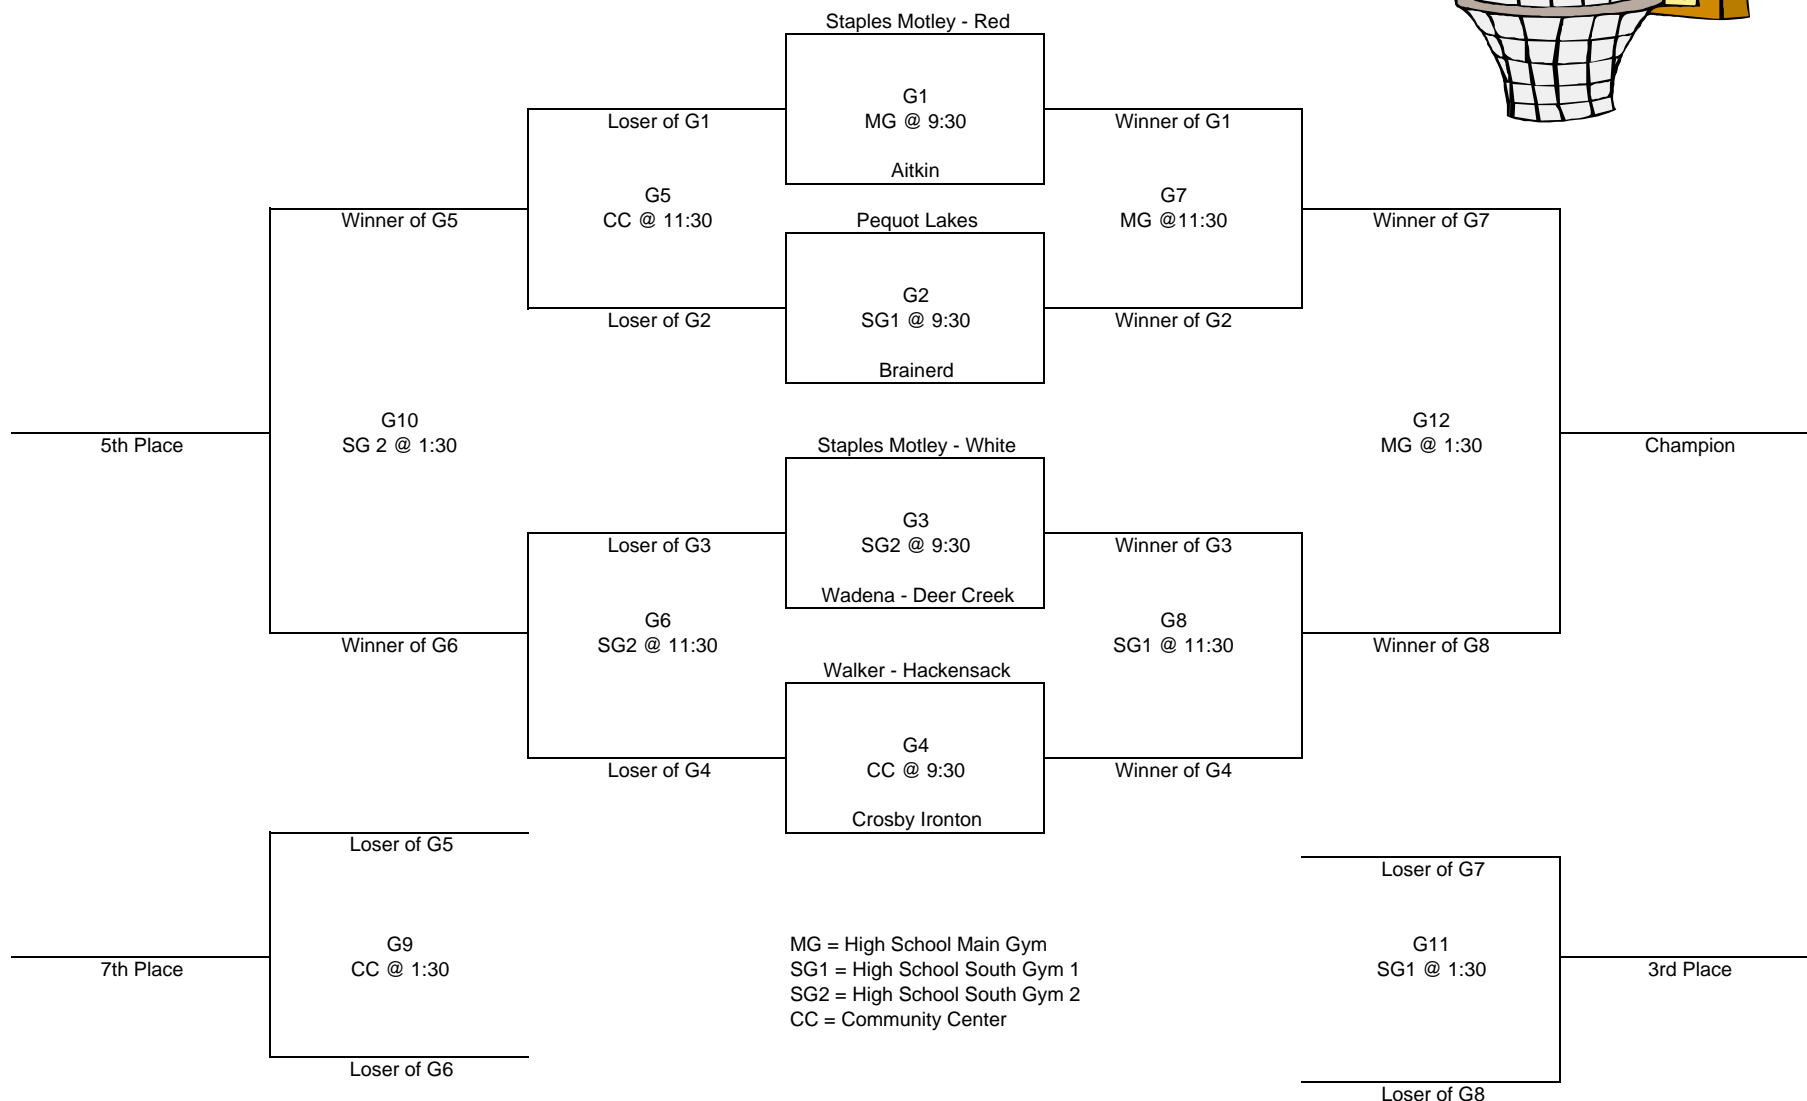 Staples Motley - Red
G1
MG @ 9:30
Aitkin
Loser of G1
Winner of G1
G5
CC @ 11:30
G7
MG @11:30
Winner of G5
Pequot Lakes
Winner of G7
G2
SG1 @ 9:30
Brainerd
Loser of G2
Winner of G2
G10
SG 2 @ 1:30
G12
MG @ 1:30
5th Place
Champion
Staples Motley - White
G3
SG2 @ 9:30
Wadena - Deer Creek
Loser of G3
Winner of G3
G6
SG2 @ 11:30
G8
SG1 @ 11:30
Winner of G6
Winner of G8
Walker - Hackensack
G4
CC @ 9:30
Crosby Ironton
Loser of G4
Winner of G4
Loser of G5
G9
CC @ 1:30
7th Place
Loser of G6
MG = High School Main Gym
SG1 = High School South Gym 1
SG2 = High School South Gym 2
CC = Community Center
Loser of G7
G11
SG1 @ 1:30
3rd Place
Loser of G8